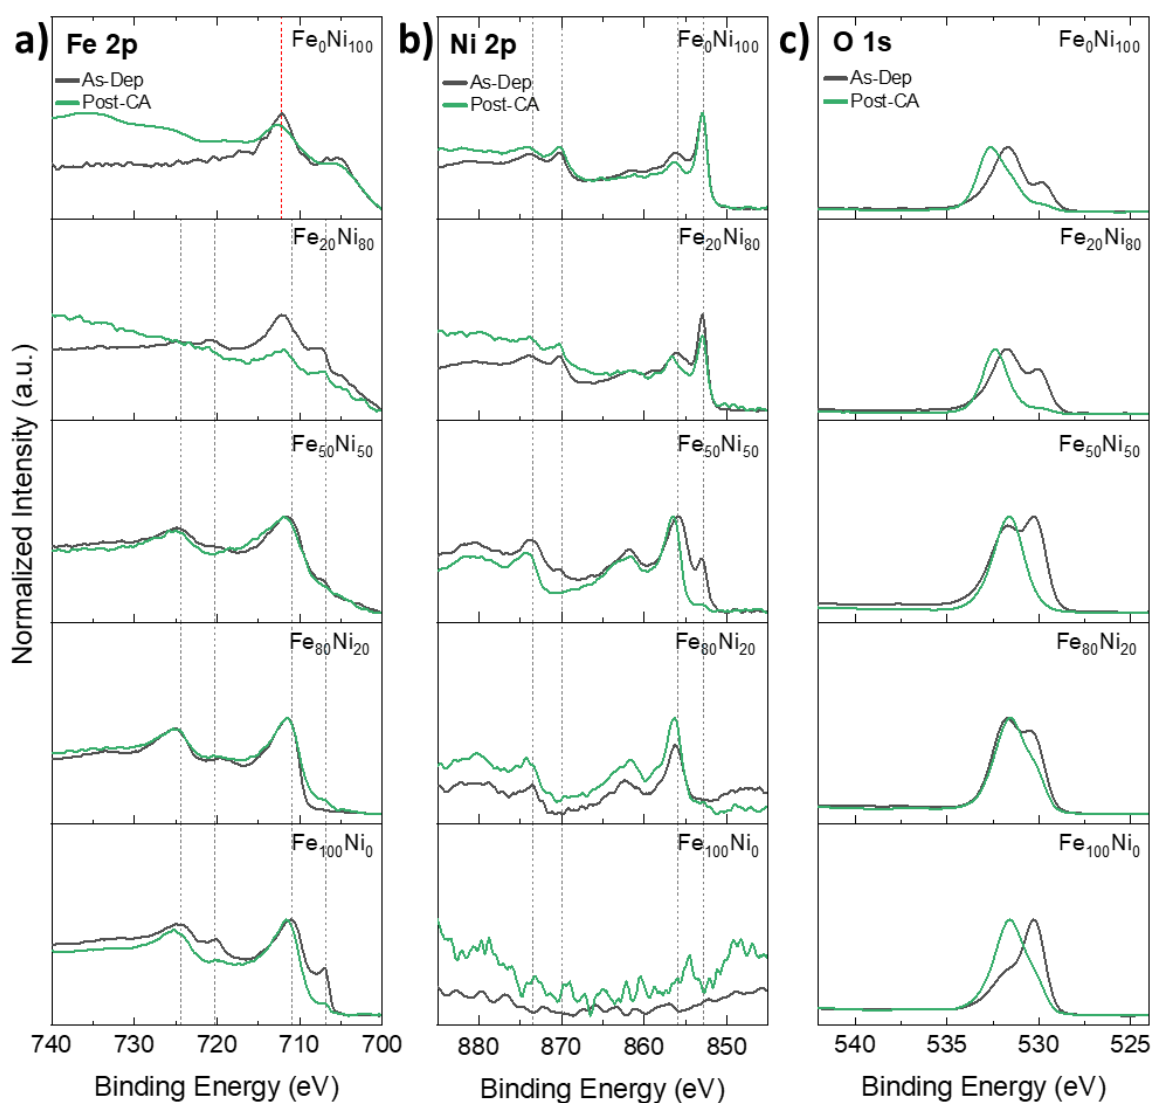 a) Fe 2p
Fe₀Ni₁₀₀
As-Dep
Post-CA
Fe₂₀Ni₈₀
Fe₅₀Ni₅₀
Fe₈₀Ni₂₀
Fe₁₀₀Ni₀
740 730 720 710 700
Binding Energy (eV)
Normalized Intensity (a.u.)
b) Ni 2p
Fe₀Ni₁₀₀
As-Dep
Post-CA
Fe₂₀Ni₈₀
Fe₅₀Ni₅₀
Fe₈₀Ni₂₀
Fe₁₀₀Ni₀
880 870 860 850
Binding Energy (eV)
c) O 1s
Fe₀Ni₁₀₀
As-Dep
Post-CA
Fe₂₀Ni₈₀
Fe₅₀Ni₅₀
Fe₈₀Ni₂₀
Fe₁₀₀Ni₀
540 535 530 525
Binding Energy (eV)